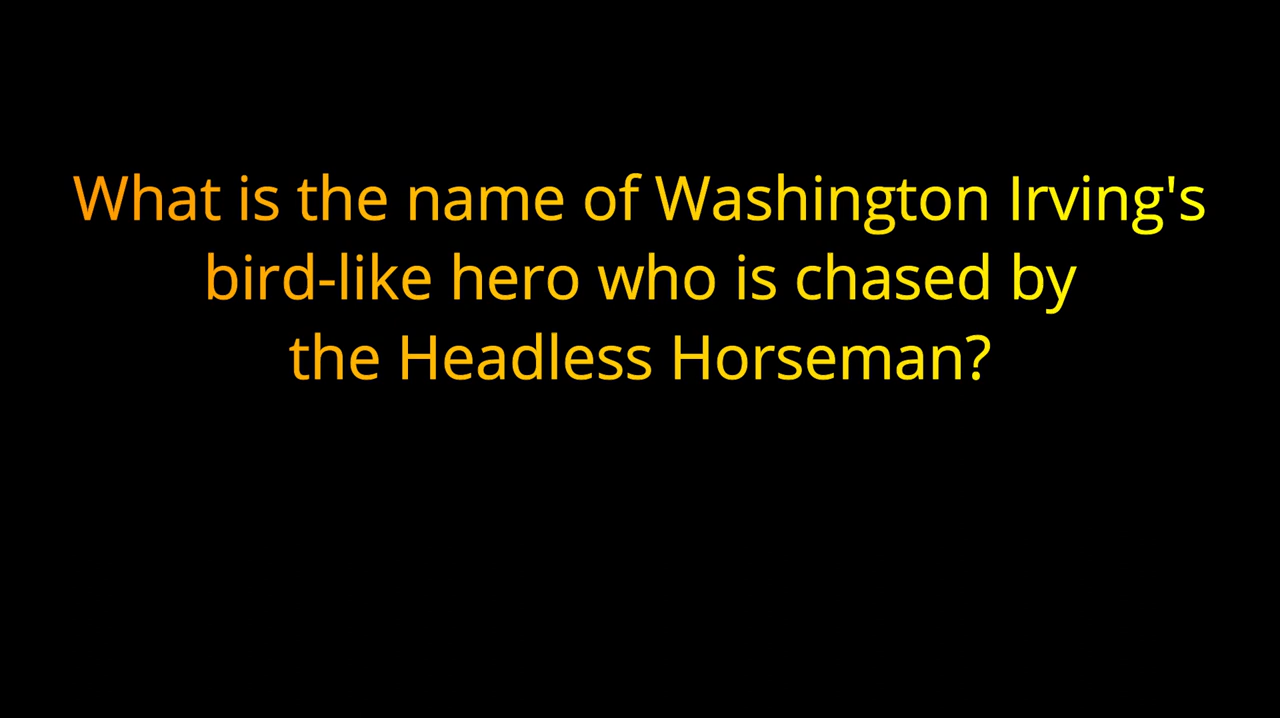 What is the name of Washington Irving's
bird-like hero who is chased by
the Headless Horseman?